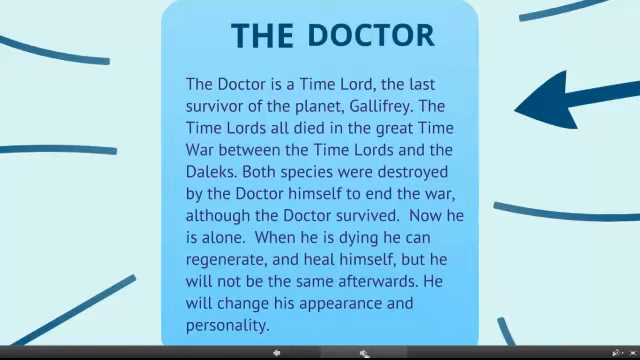 THE DOCTOR
The Doctor is a Time Lord, the last
survivor of the planet, Gallifrey. The
Time Lords all died in the great Time
War between the Time Lords and the
Daleks. Both species were destroyed
by the Doctor himself to end the war,
although the Doctor survived.  Now he
is alone.  When he is dying he can
regenerate, and heal himself, but he
will not be the same afterwards. He
will change his appearance and
personality.